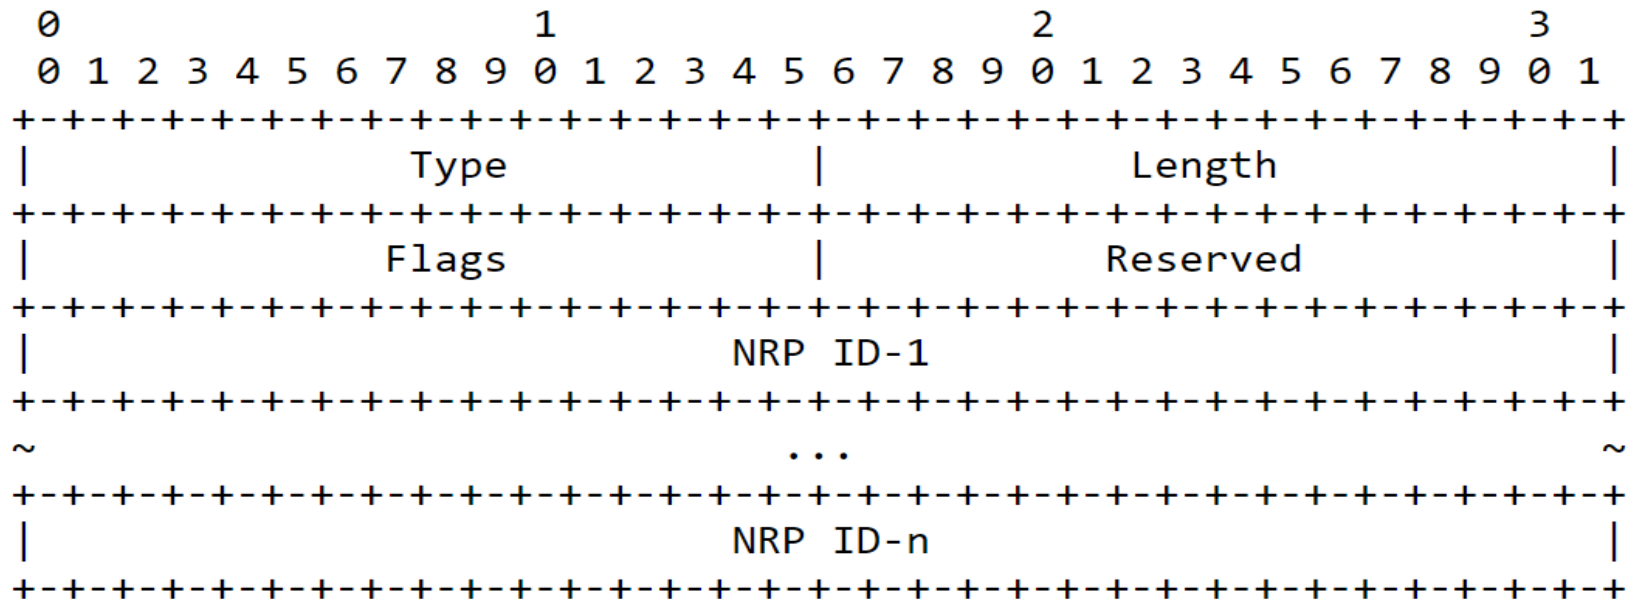 0                   1                   2                   3
 0 1 2 3 4 5 6 7 8 9 0 1 2 3 4 5 6 7 8 9 0 1 2 3 4 5 6 7 8 9 0 1
+-+-+-+-+-+-+-+-+-+-+-+-+-+-+-+-+-+-+-+-+-+-+-+-+-+-+-+-+-+-+-+-+
|               Type            |            Length             |
+-+-+-+-+-+-+-+-+-+-+-+-+-+-+-+-+-+-+-+-+-+-+-+-+-+-+-+-+-+-+-+-+
|              Flags            |           Reserved            |
+-+-+-+-+-+-+-+-+-+-+-+-+-+-+-+-+-+-+-+-+-+-+-+-+-+-+-+-+-+-+-+-+
|                            NRP ID-1                           |
+-+-+-+-+-+-+-+-+-+-+-+-+-+-+-+-+-+-+-+-+-+-+-+-+-+-+-+-+-+-+-+-+
~                              ...                              ~
+-+-+-+-+-+-+-+-+-+-+-+-+-+-+-+-+-+-+-+-+-+-+-+-+-+-+-+-+-+-+-+-+
|                            NRP ID-n                           |
+-+-+-+-+-+-+-+-+-+-+-+-+-+-+-+-+-+-+-+-+-+-+-+-+-+-+-+-+-+-+-+-+